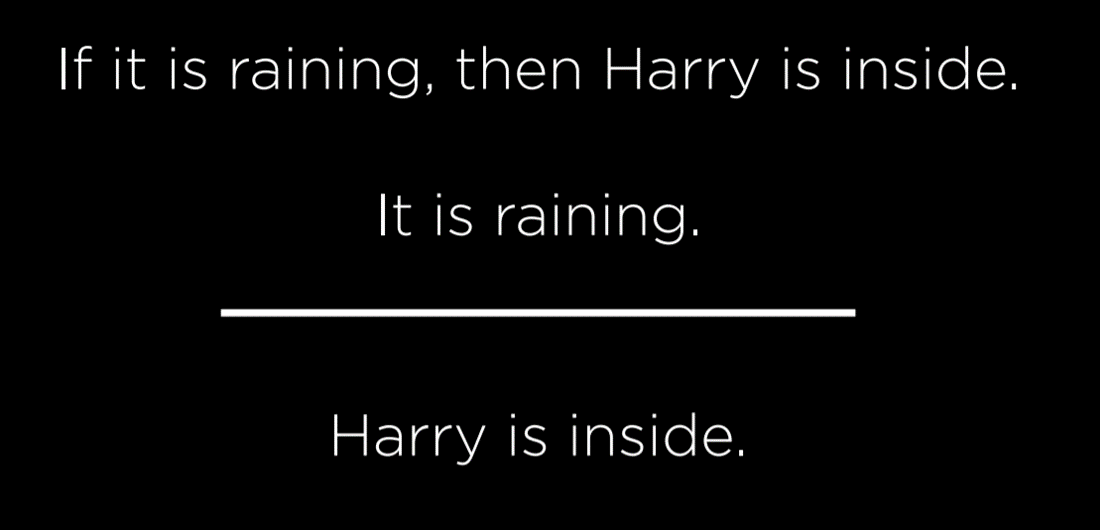 If it is raining, then Harry is inside.
It is raining.
Harry is inside.